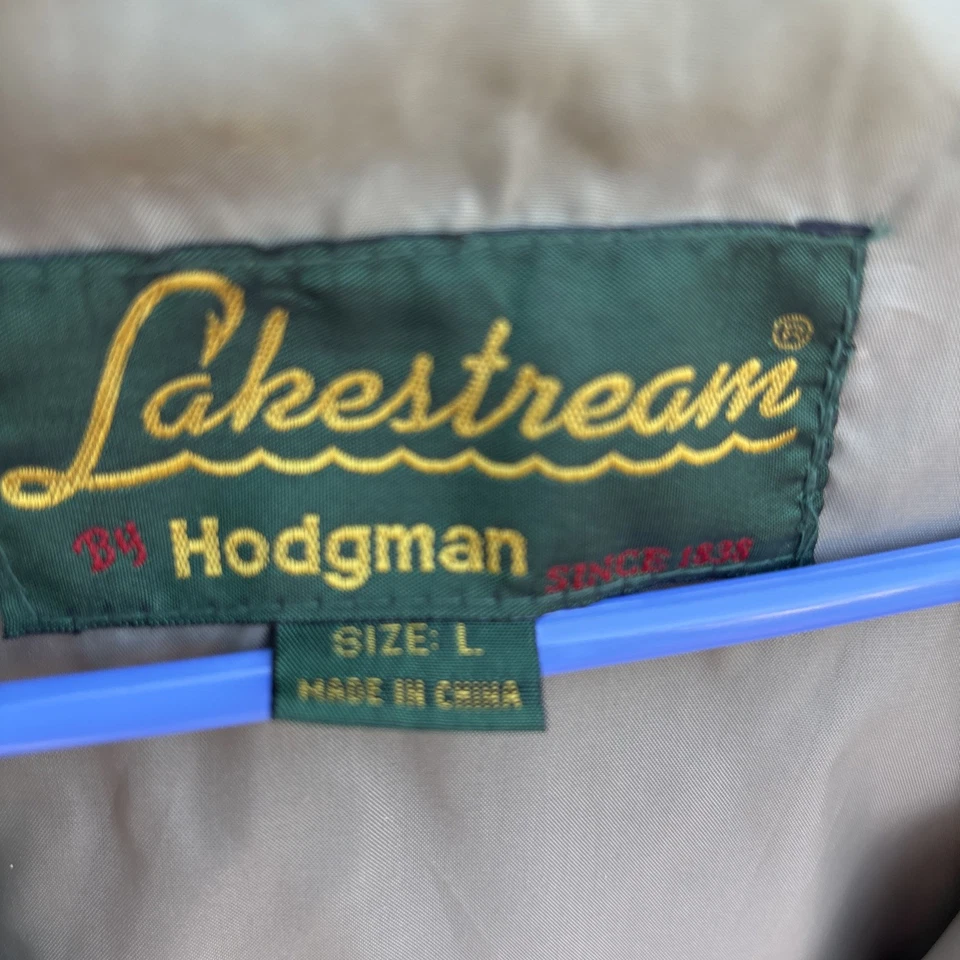 Lakestream®
By Hodgman SINCE 1838
SIZE: L
MADE IN CHINA